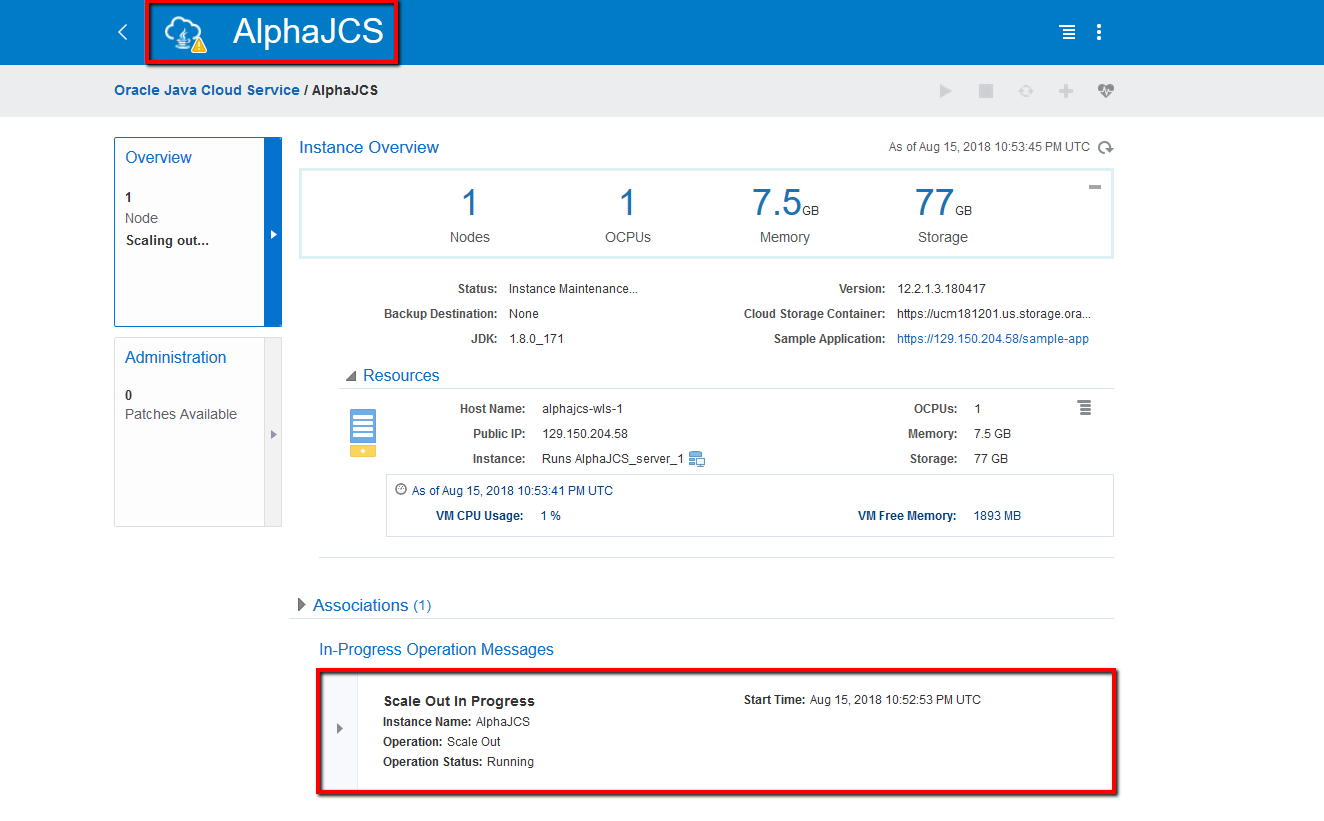 AlphaJCS
Oracle Java Cloud Service / AlphaJCS
Overview
1
Node
Scaling out...
Administration
0
Patches Available
Instance Overview
As of Aug 15, 2018 10:53:45 PM UTC
1 1 7.5GB 77GB
Nodes OCPUs Memory Storage
Status: Instance Maintenance... Version: 12.2.1.3.180417
Backup Destination: None Cloud Storage Container: https://ucm181201.us.storage.ora...
JDK: 1.8.0_171 Sample Application: https://129.150.204.58/sample-app
Resources
Host Name: alphajcs-wls-1 OCPUs: 1
Public IP: 129.150.204.58 Memory: 7.5 GB
Instance: Runs AlphaJCS_server_1 Storage: 77 GB
As of Aug 15, 2018 10:53:41 PM UTC
VM CPU Usage: 1 % VM Free Memory: 1893 MB
Associations (1)
In-Progress Operation Messages
Scale Out In Progress Start Time: Aug 15, 2018 10:52:53 PM UTC
Instance Name: AlphaJCS
Operation: Scale Out
Operation Status: Running